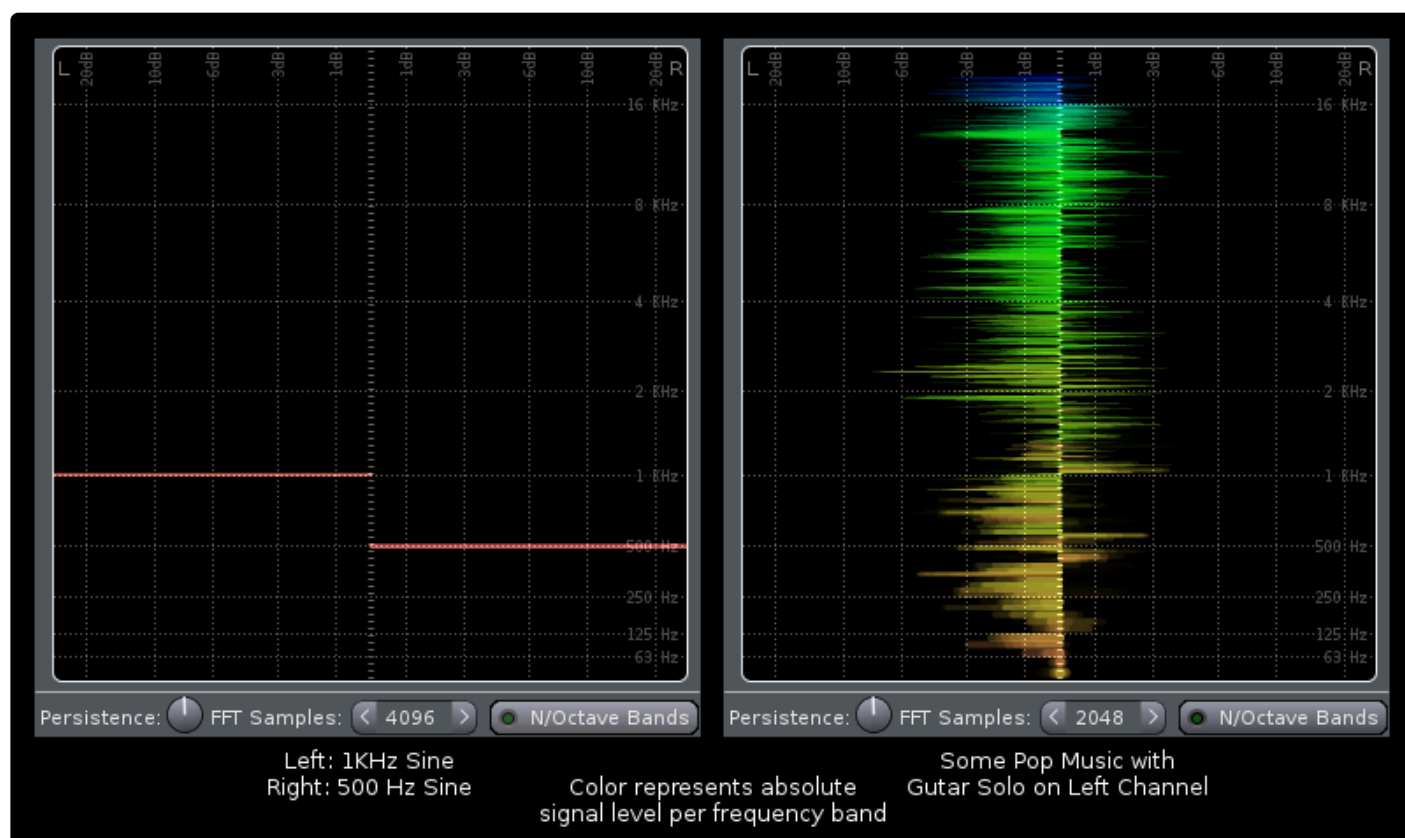 L 20dB 10dB 6dB 3dB 1dB 1dB 3dB 6dB 10dB 20dB R
16 KHz
8 KHz
4 KHz
2 KHz
1 KHz
500 Hz
250 Hz
125 Hz
63 Hz
Persistence: FFT Samples: < 4096 > N/Octave Bands
L 20dB 10dB 6dB 3dB 1dB 1dB 3dB 6dB 10dB 20dB R
16 KHz
8 KHz
4 KHz
2 KHz
1 KHz
500 Hz
250 Hz
125 Hz
63 Hz
Persistence: FFT Samples: < 2048 > N/Octave Bands
Left: 1KHz Sine
Right: 500 Hz Sine
Color represents absolute
signal level per frequency band
Some Pop Music with
Gutar Solo on Left Channel